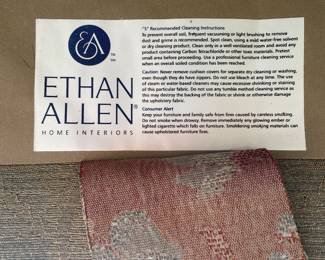 EA
TM
SM
ETHAN
ALLEN®
HOME INTERIORS
"S" Recommended Cleaning Instructions
To prevent overall soil, frequent vacuuming or light brushing to remove
dust and grime is recommended. Spot clean, using a mild water-free solvent
or dry cleaning product. Clean only in a well ventilated room and avoid any
product containing Carbon Tetrachloride or other toxic materials. Pretest
small area before proceeding. Use a professional furniture cleaning service
when an overall soiled condition has been reached.
Caution: Never remove cushion covers for separate dry cleaning or washing,
even though they do have zippers. Do not use bleach at any time. The use
of steam or water-based cleaners may cause excessive shrinking or staining
of this particular fabric. Do not use any tumble method cleaning service as
this may destroy the backing of the fabric or shrink or otherwise damage
the upholstery fabric.
Consumer Alert
Keep your furniture and family safe from fires caused by careless smoking.
Do not smoke when drowsy. Remove immediately any glowing ember or
lighted cigarette which falls on furniture. Smoldering smoking materials can
cause upholstered furniture fires.